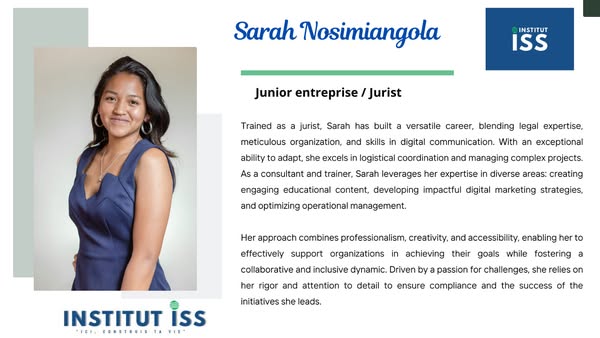 Sarah Nosimiangola
INSTITUT
ISS
Junior entreprise / Jurist
Trained as a jurist, Sarah has built a versatile career, blending legal expertise,
meticulous organization, and skills in digital communication. With an exceptional
ability to adapt, she excels in logistical coordination and managing complex projects.
As a consultant and trainer, Sarah leverages her expertise in diverse areas: creating
engaging educational content, developing impactful digital marketing strategies,
and optimizing operational management.
Her approach combines professionalism, creativity, and accessibility, enabling her to
effectively support organizations in achieving their goals while fostering a
collaborative and inclusive dynamic. Driven by a passion for challenges, she relies on
her rigor and attention to detail to ensure compliance and the success of the
initiatives she leads.
INSTITUT iSS
"ICI, CONSTRUIS TA VIE"